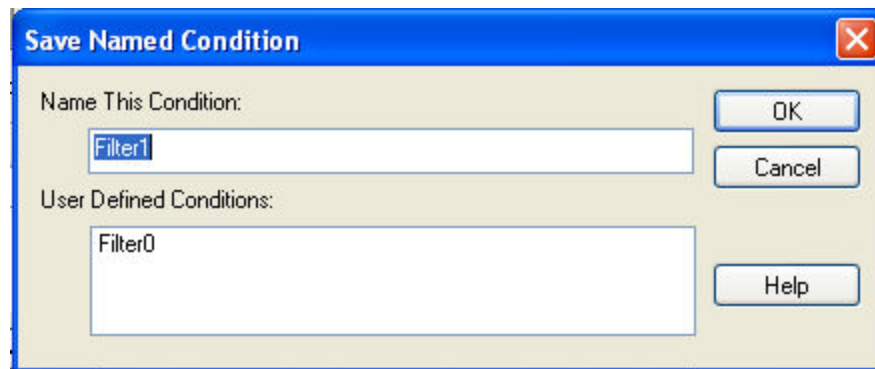 Save Named Condition
Name This Condition:
OK
Filter1
Cancel
User Defined Conditions:
Filter0
Help